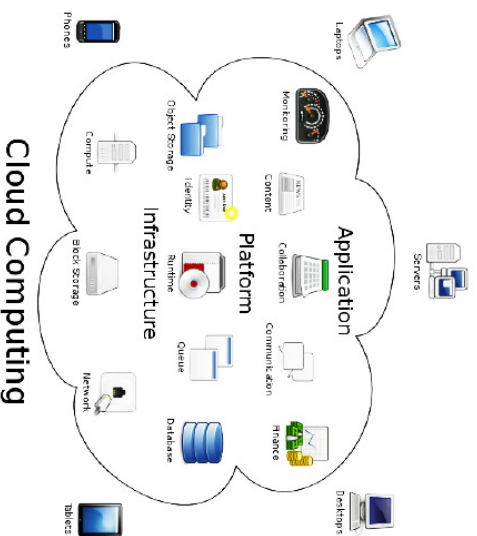 Servers
Laptops
Desktops
Application
Monitoring
Content
Collaboration
Communication
Finance
Platform
Object Storage
Identity
Runtime
Queue
Database
Infrastructure
Compute
Block Storage
Network
Phones
Tablets
Cloud Computing